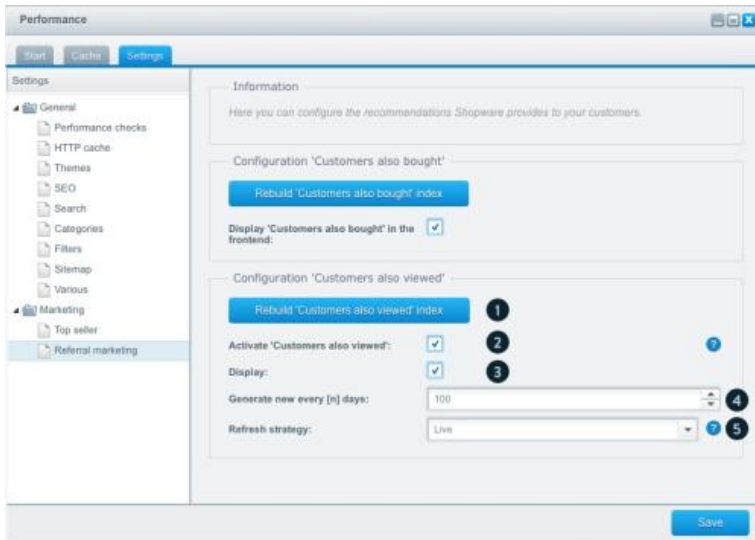 Performance
Start Cache Settings
Settings
General
Performance checks
HTTP cache
Themes
SEO
Search
Categories
Filters
Sitemap
Various
Marketing
Top seller
Referral marketing
Information
Here you can configure the recommendations Shopware provides to your customers.
Configuration 'Customers also bought'
Rebuild 'Customers also bought' index
Display 'Customers also bought' in the
frontend:
Configuration 'Customers also viewed'
Rebuild 'Customers also viewed' index 1
Activate 'Customers also viewed': 2 ?
Display: 3
Generate new every [n] days: 100 4
Refresh strategy: Live ? 5
Save